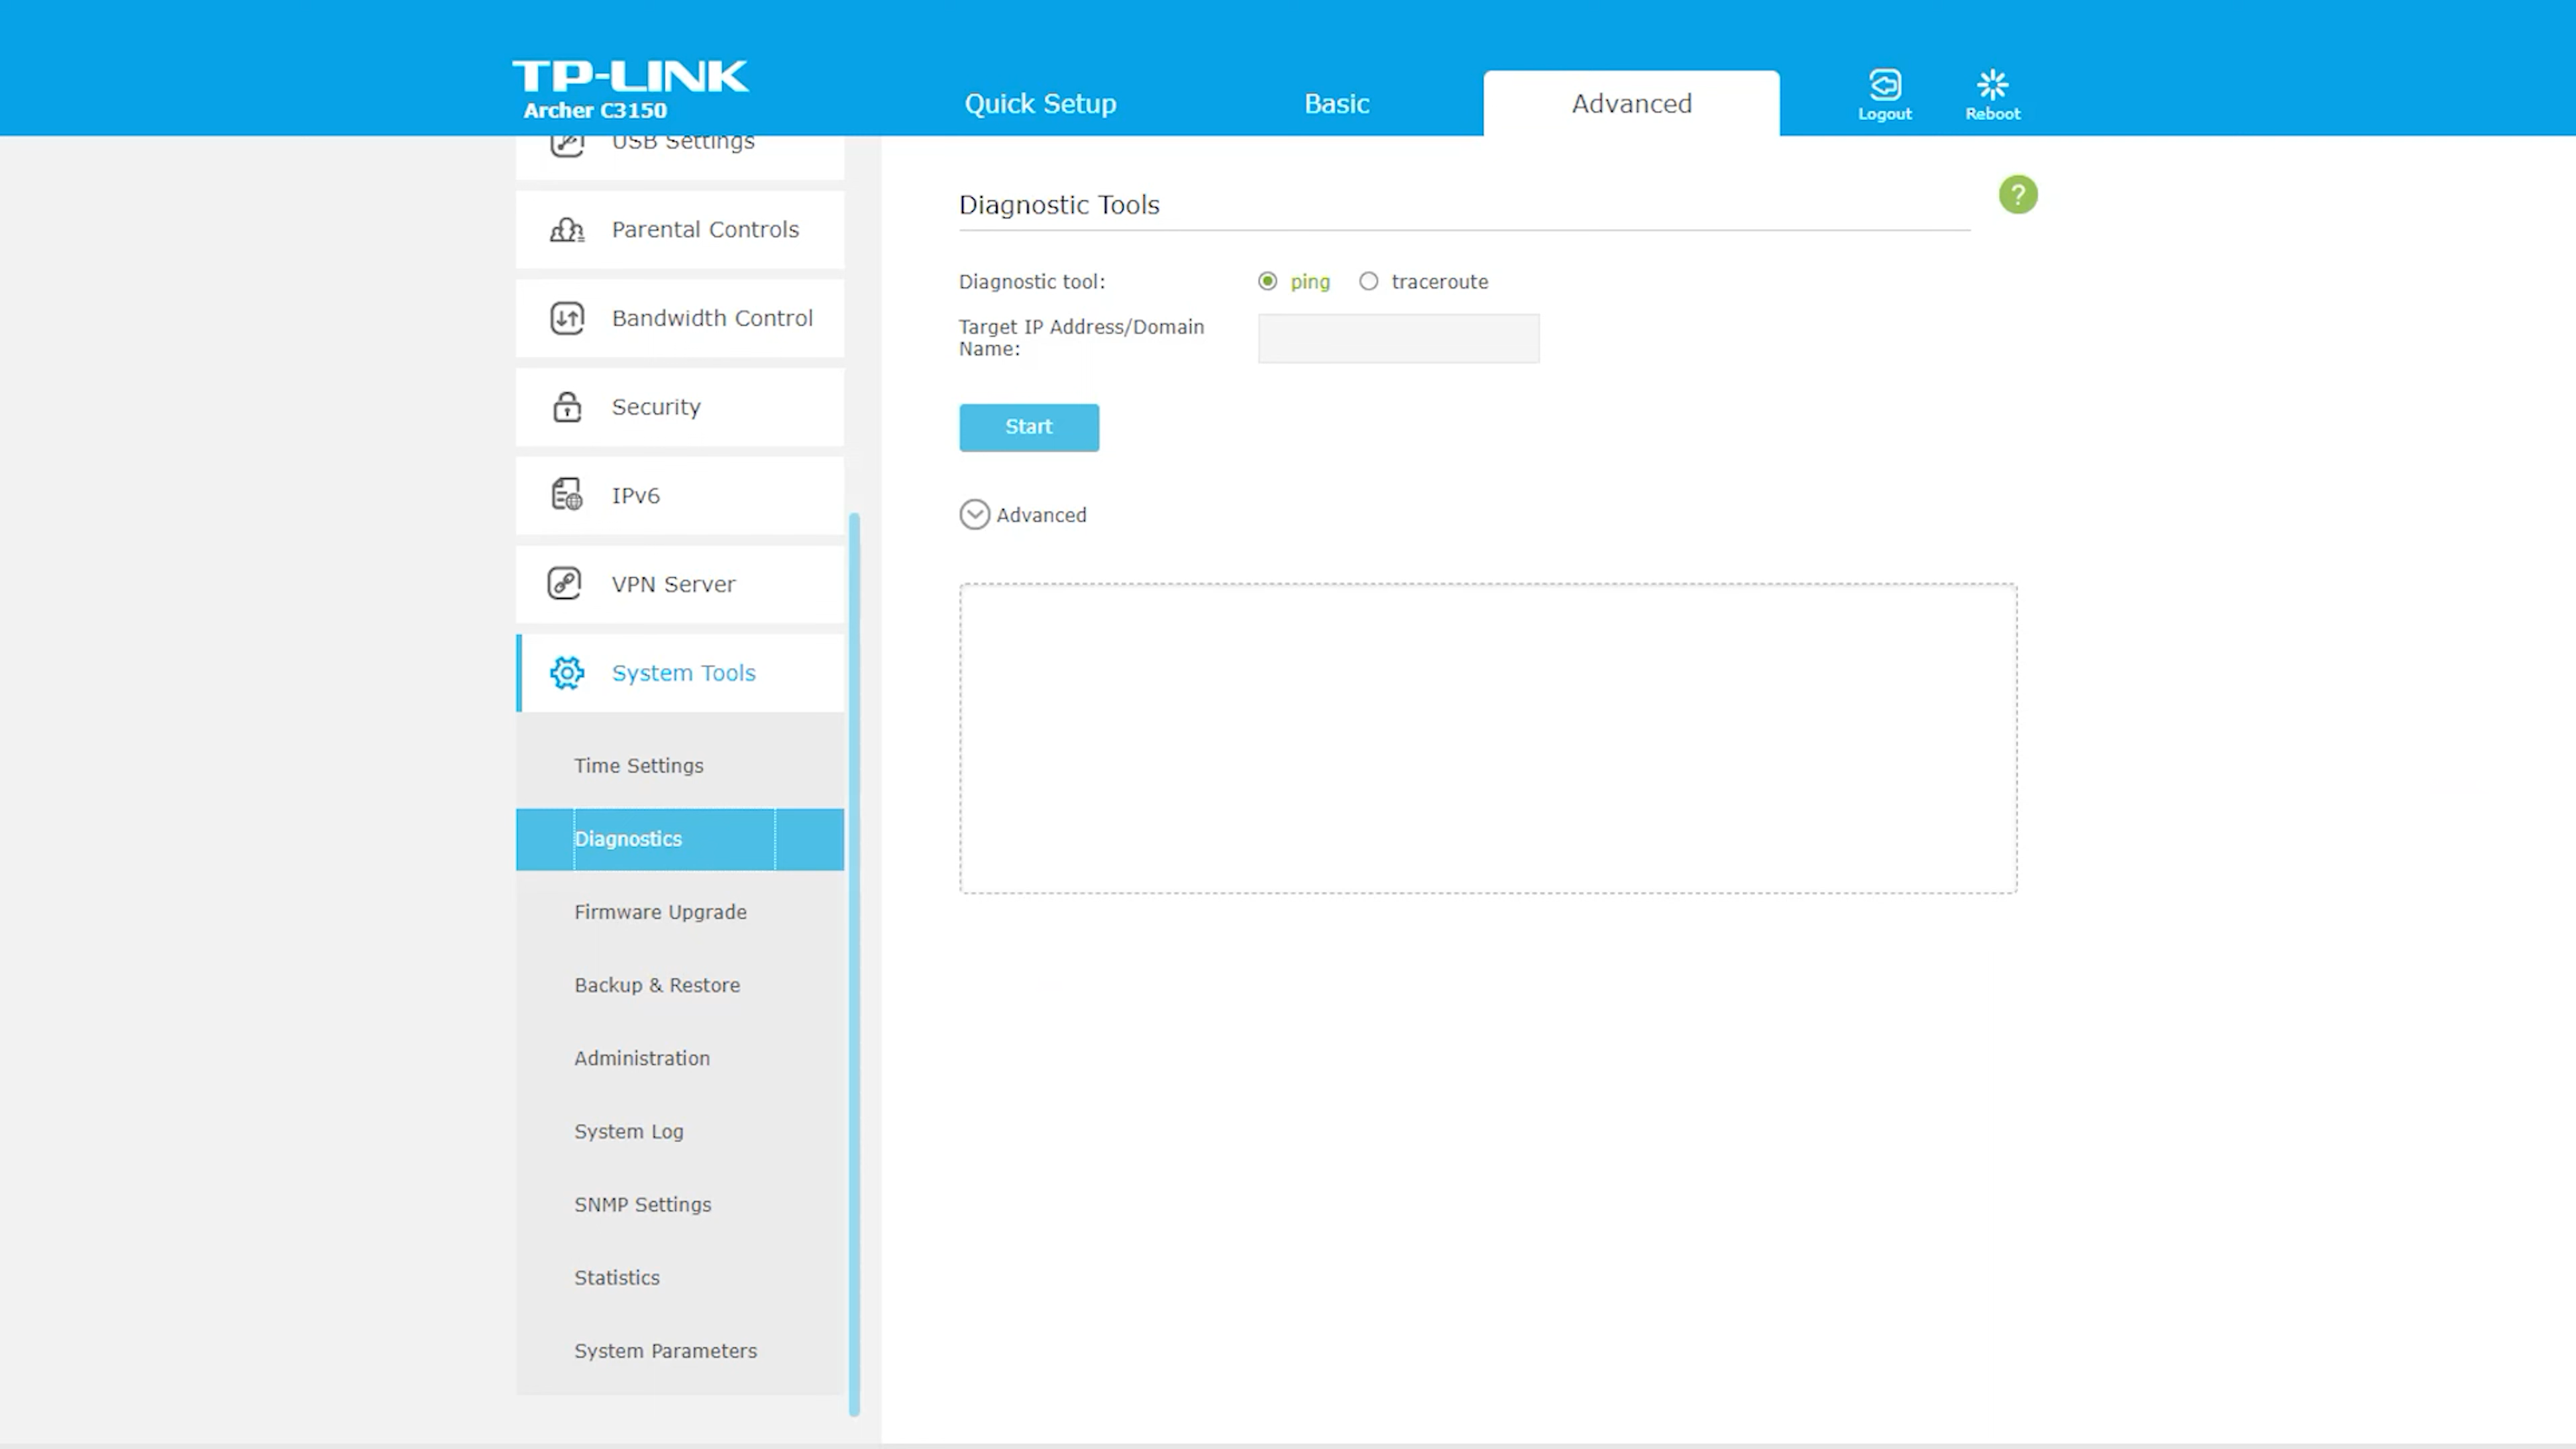 TP-LINK
Archer C3150
Quick Setup
Basic
Advanced
Logout
Reboot
USB Settings
Parental Controls
Bandwidth Control
Security
IPv6
VPN Server
System Tools
Time Settings
Diagnostics
Firmware Upgrade
Backup & Restore
Administration
System Log
SNMP Settings
Statistics
System Parameters
Diagnostic Tools
?
Diagnostic tool: ping traceroute
Target IP Address/Domain
Name:
Start
Advanced